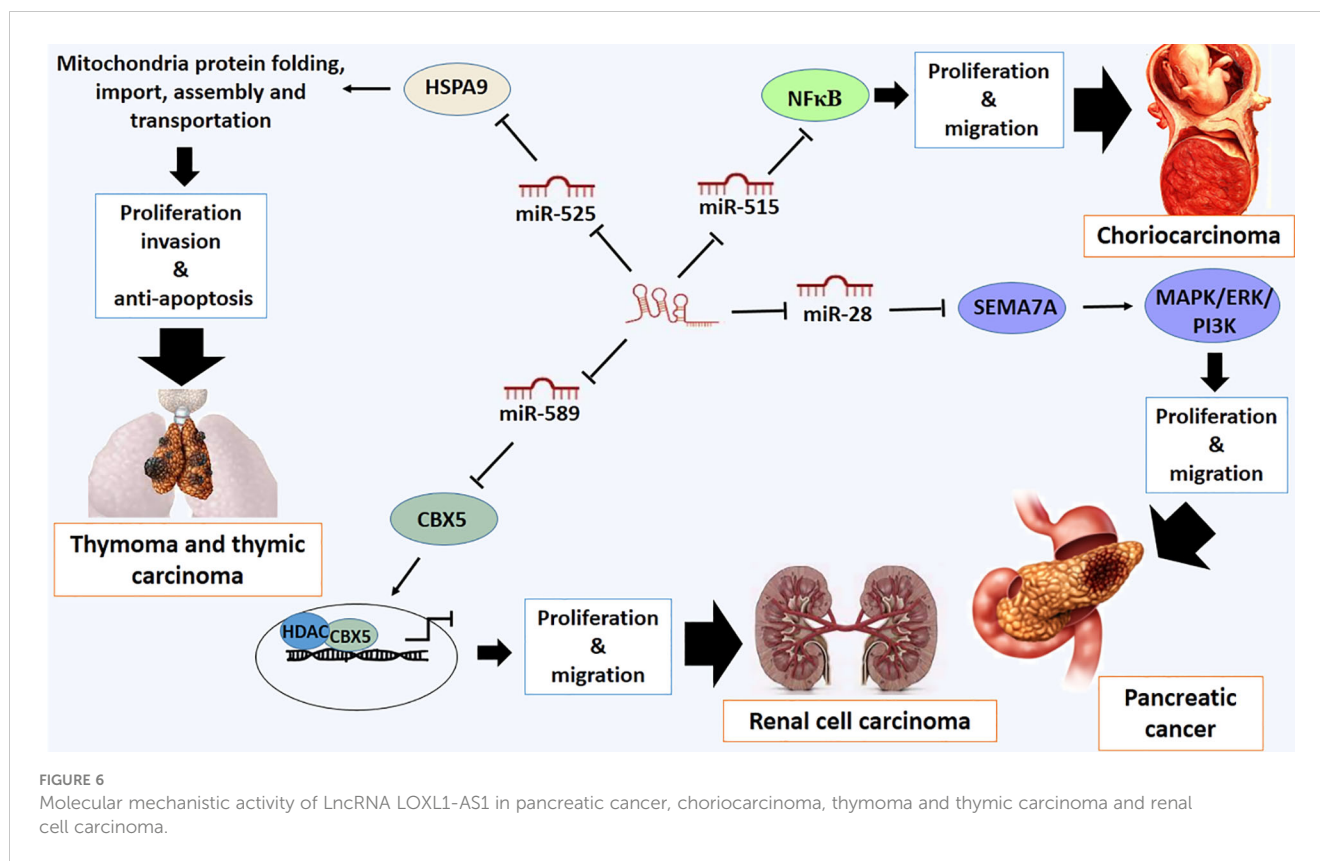 Mitochondria protein folding,
import, assembly and
transportation
HSPA9
NFκB
Proliferation
&
migration
miR-525
miR-515
Choriocarcinoma
Proliferation
invasion
&
anti-apoptosis
miR-28
SEMA7A
MAPK/ERK/
PI3K
miR-589
Proliferation
&
migration
CBX5
Thymoma and thymic
carcinoma
HDAC
CBX5
Proliferation
&
migration
Renal cell carcinoma
Pancreatic
cancer
FIGURE 6
Molecular mechanistic activity of LncRNA LOXL1-AS1 in pancreatic cancer, choriocarcinoma, thymoma and thymic carcinoma and renal
cell carcinoma.